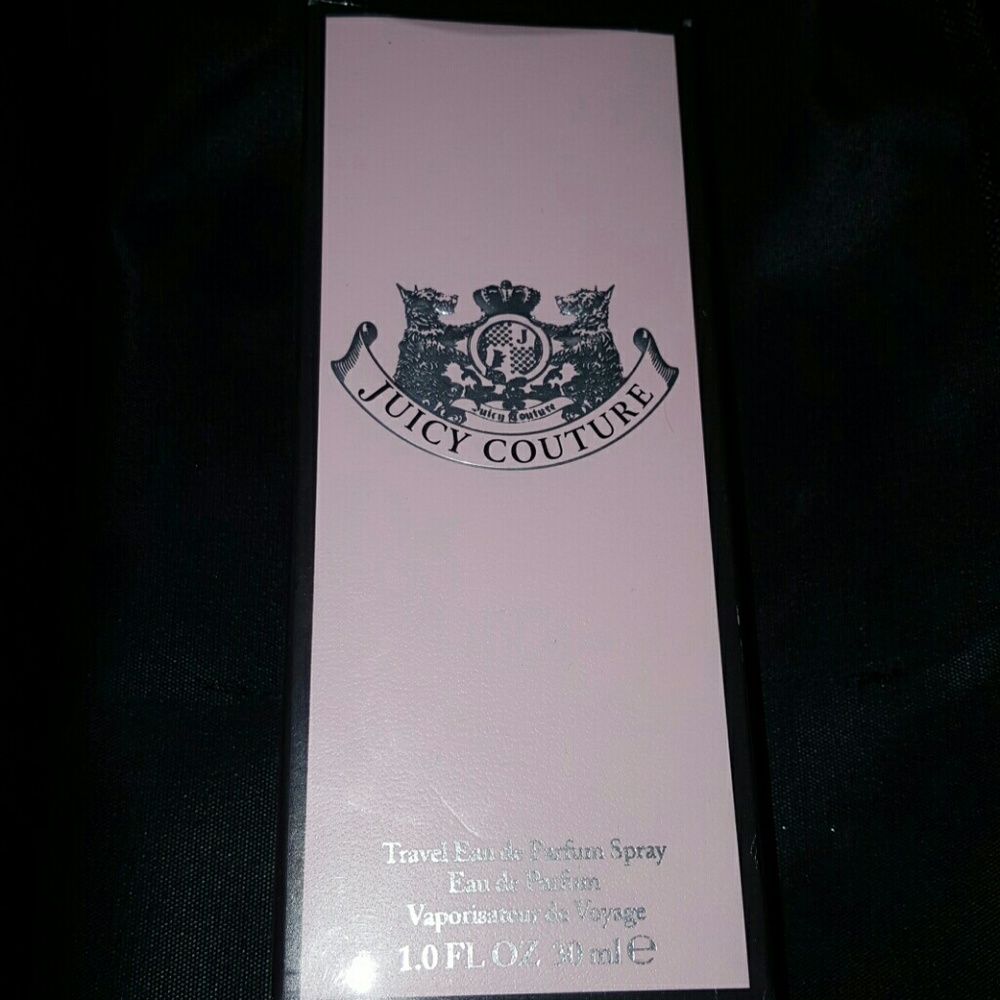 J
J
Juicy Couture
JUICY COUTURE
Travel Eau de Parfum Spray
Eau de Parfum
Vaporisateur de Voyage
1.0 FL OZ 30 ml e